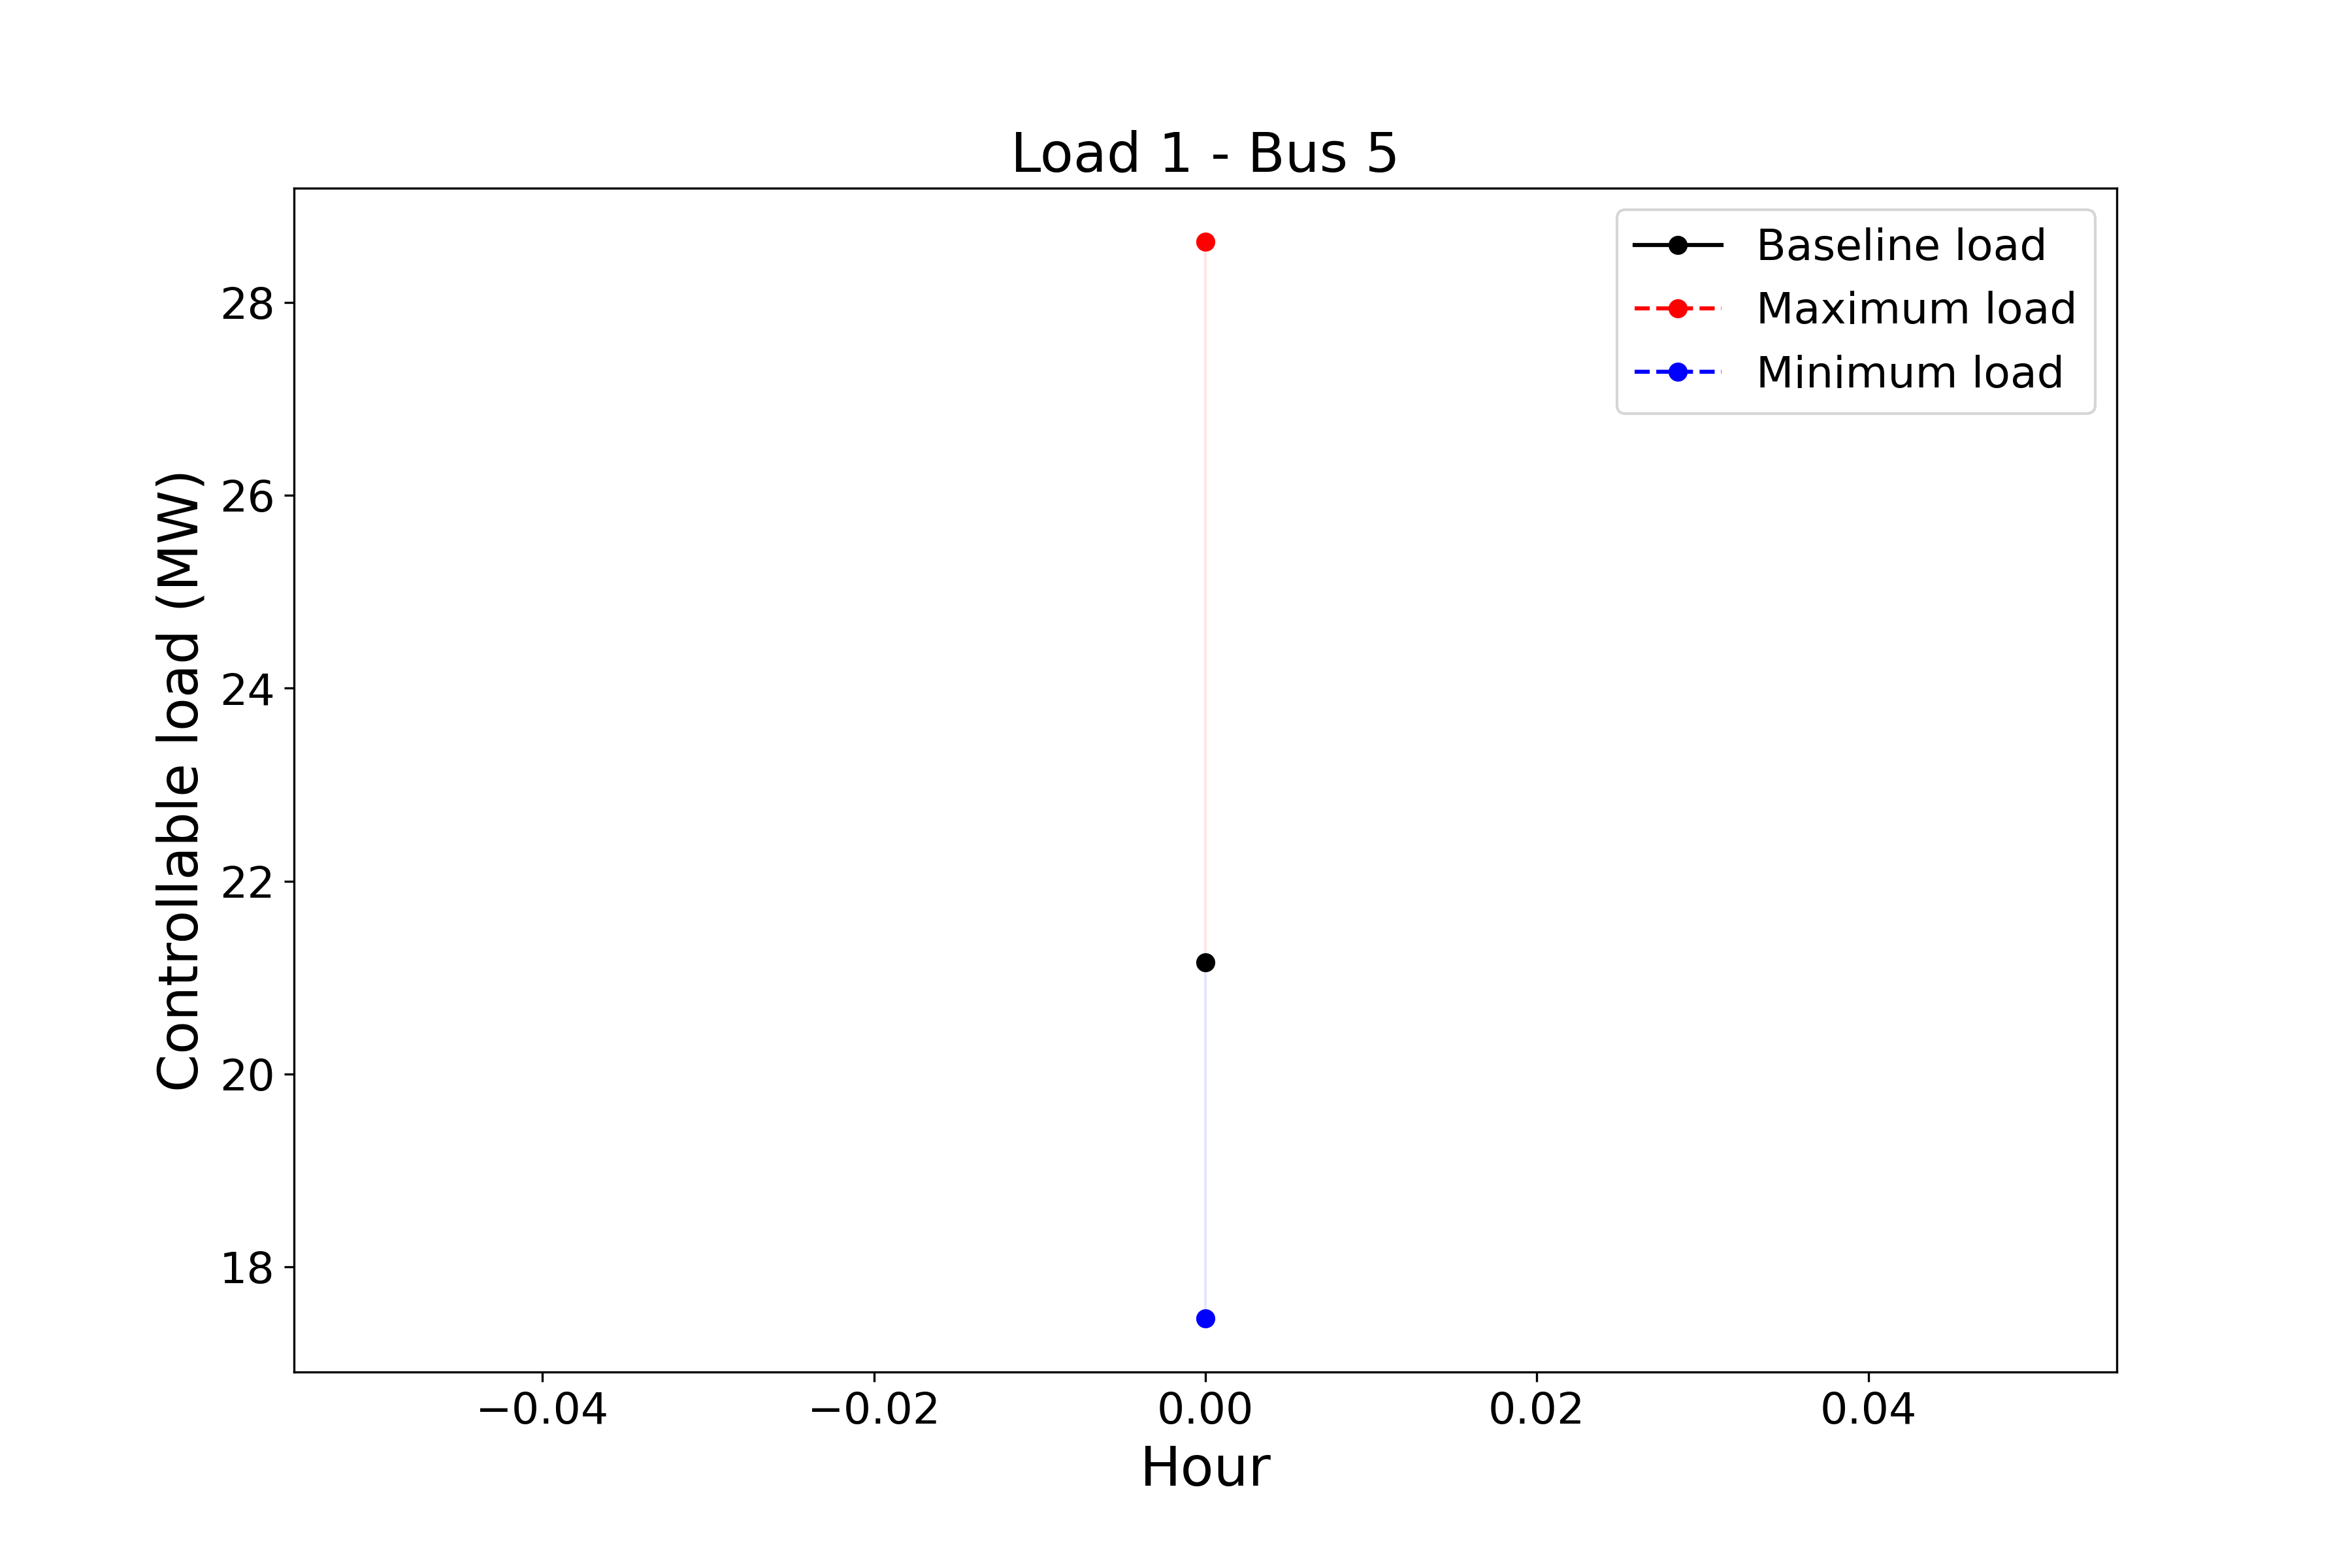 Load 1 - Bus 5
Baseline load
Maximum load
Minimum load
Controllable load (MW)
28
26
24
22
20
18
−0.04 −0.02 0.00 0.02 0.04
Hour